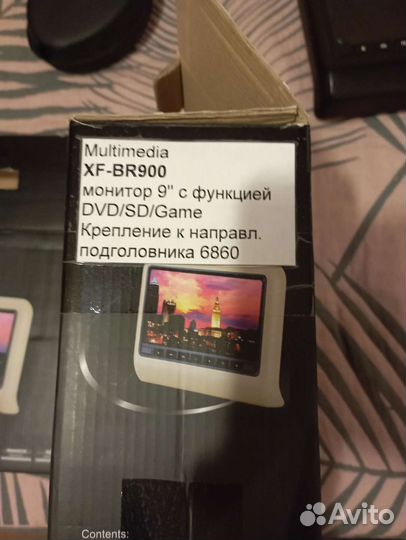 Multimedia
XF-BR900
монитор 9" с функцией
DVD/SD/Game
Крепление к направл.
подголовника 6860
Contents:
Avito